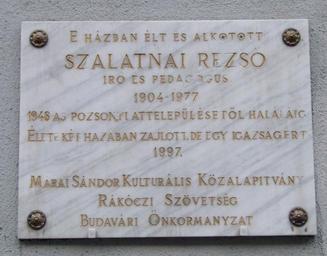 E HÁZBAN ÉLT ÉS ALKOTOTT
SZALATNAI REZSŐ
ÍRÓ ÉS PEDAGÓGUS
1904-1977
1948-AS POZSONYI ÁTTELEPÜLÉSÉTŐL HALÁLÁIG
ÉLETE KÉT HAZÁBAN ZAJLOTT, DE EGY IGAZSÁGÉRT
1997.
MÁRAI SÁNDOR KULTURÁLIS KÖZALAPÍTVÁNY
RÁKÓCZI SZÖVETSÉG
BUDAVÁRI ÖNKORMÁNYZAT